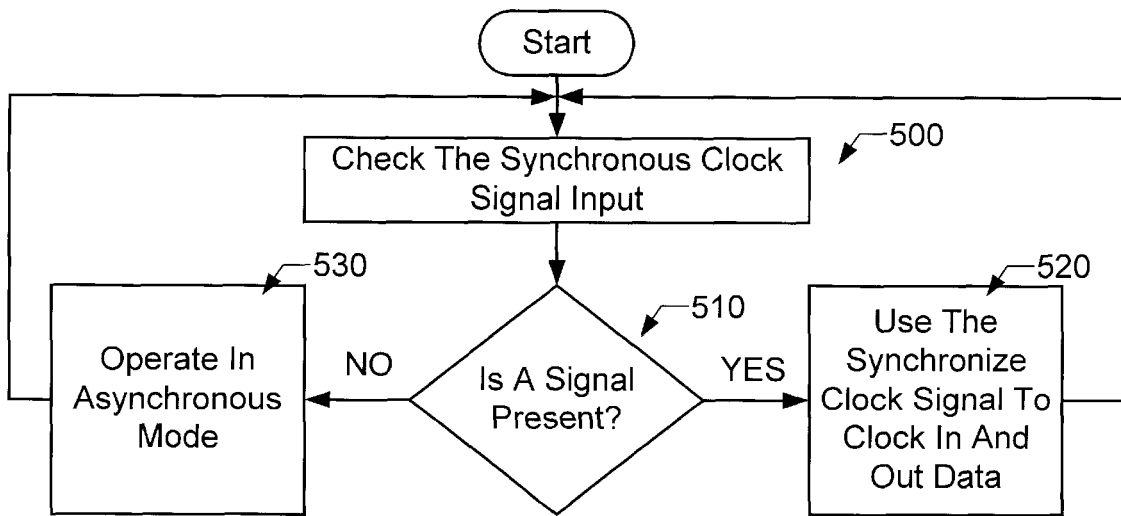 Start
500
Check The Synchronous Clock
Signal Input
530
510
520
Operate In
Asynchronous
Mode
NO
Is A Signal
Present?
YES
Use The
Synchronize
Clock Signal To
Clock In And
Out Data